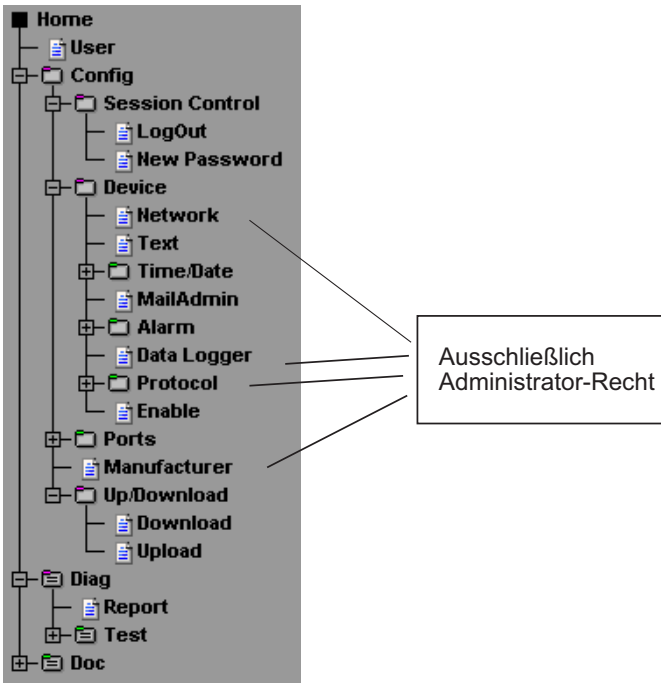 Home
User
Config
Session Control
LogOut
New Password
Device
Network
Text
Time/Date
MailAdmin
Alarm
Data Logger
Protocol
Enable
Ports
Manufacturer
Up/Download
Download
Upload
Diag
Report
Test
Doc
Ausschließlich
Administrator-Recht